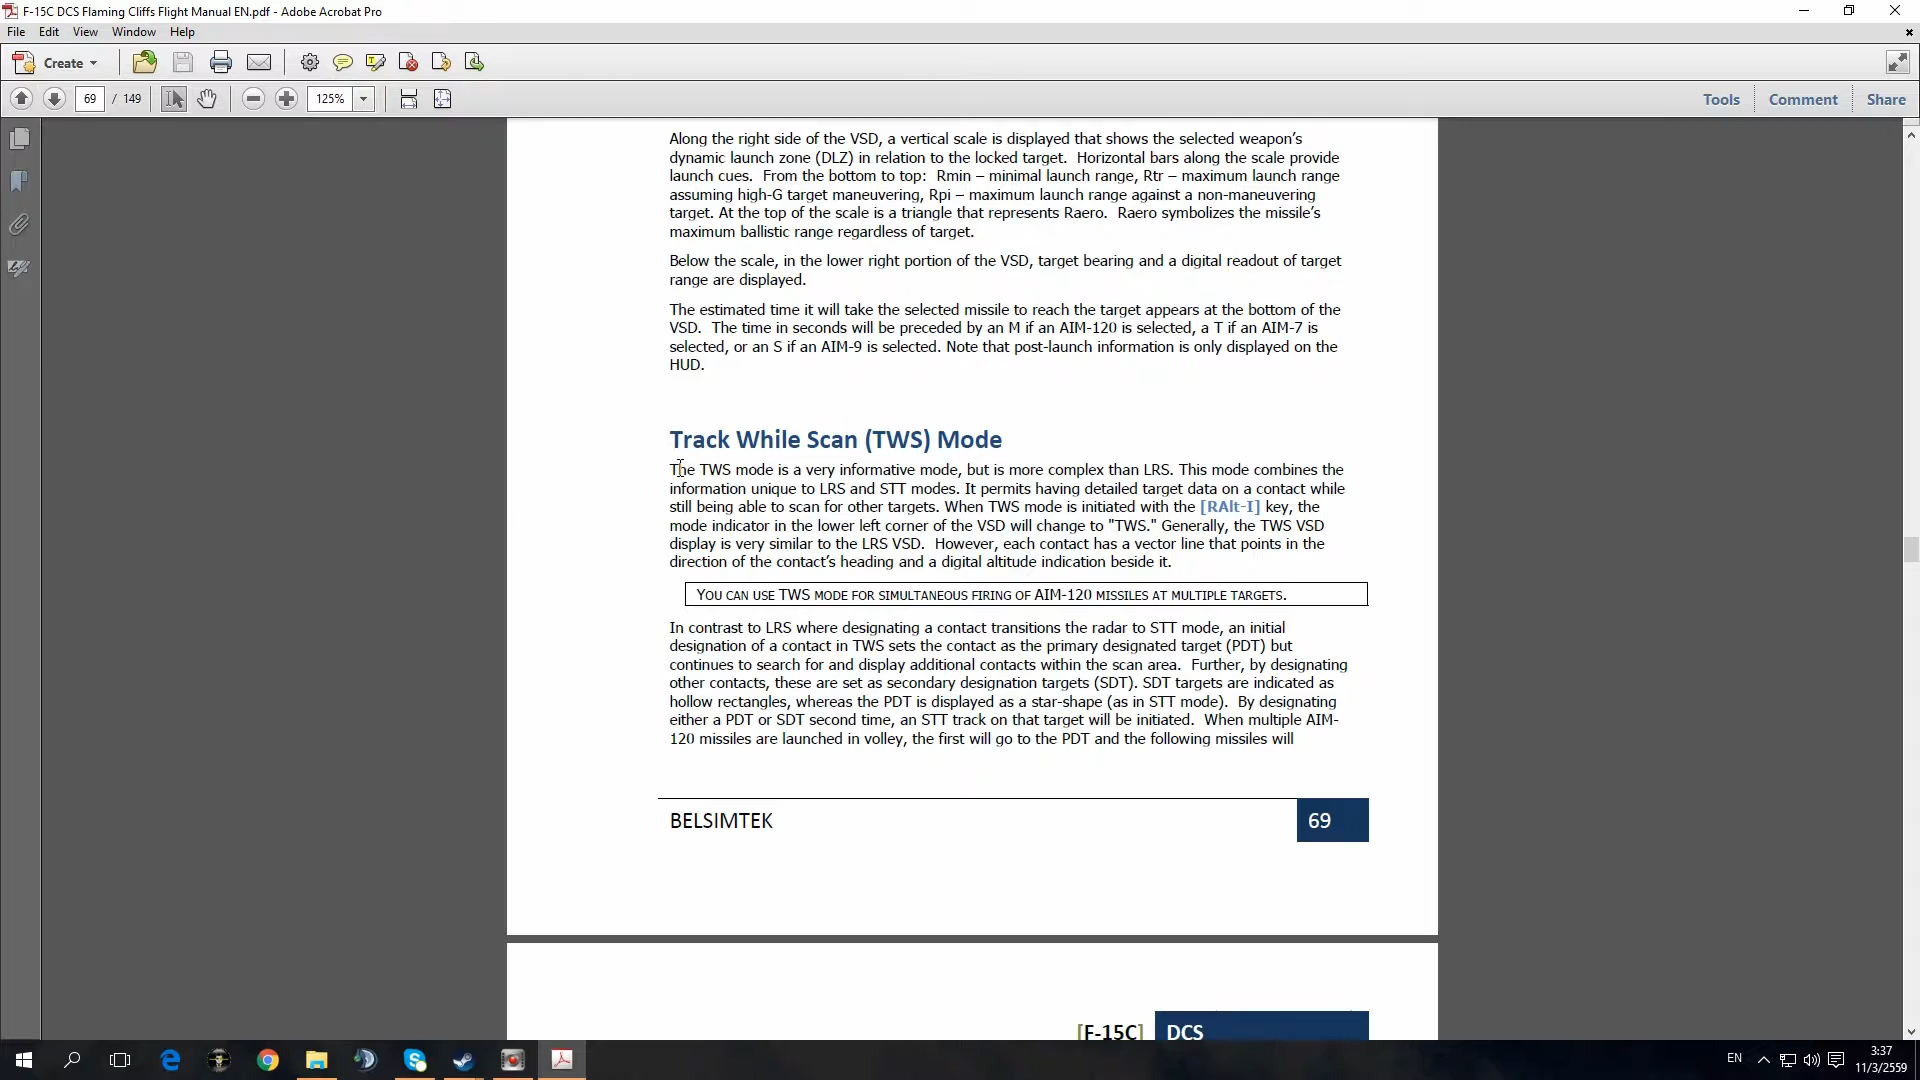 F-15C DCS Flaming Cliffs Flight Manual EN.pdf - Adobe Acrobat Pro
File Edit View Window Help
Create
69 / 149 125% Tools Comment Share
Along the right side of the VSD, a vertical scale is displayed that shows the selected weapon's
dynamic launch zone (DLZ) in relation to the locked target.  Horizontal bars along the scale provide
launch cues.  From the bottom to top:  Rmin – minimal launch range, Rtr – maximum launch range
assuming high-G target maneuvering, Rpi – maximum launch range against a non-maneuvering
target. At the top of the scale is a triangle that represents Raero.  Raero symbolizes the missile's
maximum ballistic range regardless of target.
Below the scale, in the lower right portion of the VSD, target bearing and a digital readout of target
range are displayed.
The estimated time it will take the selected missile to reach the target appears at the bottom of the
VSD.  The time in seconds will be preceded by an M if an AIM-120 is selected, a T if an AIM-7 is
selected, or an S if an AIM-9 is selected. Note that post-launch information is only displayed on the
HUD.
Track While Scan (TWS) Mode
The TWS mode is a very informative mode, but is more complex than LRS. This mode combines the
information unique to LRS and STT modes. It permits having detailed target data on a contact while
still being able to scan for other targets. When TWS mode is initiated with the [RAlt-I] key, the
mode indicator in the lower left corner of the VSD will change to "TWS." Generally, the TWS VSD
display is very similar to the LRS VSD.  However, each contact has a vector line that points in the
direction of the contact's heading and a digital altitude indication beside it.
YOU CAN USE TWS MODE FOR SIMULTANEOUS FIRING OF AIM-120 MISSILES AT MULTIPLE TARGETS.
In contrast to LRS where designating a contact transitions the radar to STT mode, an initial
designation of a contact in TWS sets the contact as the primary designated target (PDT) but
continues to search for and display additional contacts within the scan area.  Further, by designating
other contacts, these are set as secondary designation targets (SDT). SDT targets are indicated as
hollow rectangles, whereas the PDT is displayed as a star-shape (as in STT mode).  By designating
either a PDT or SDT second time, an STT track on that target will be initiated.  When multiple AIM-
120 missiles are launched in volley, the first will go to the PDT and the following missiles will
BELSIMTEK 69
[F-15C] DCS
EN 3:37
11/3/2559